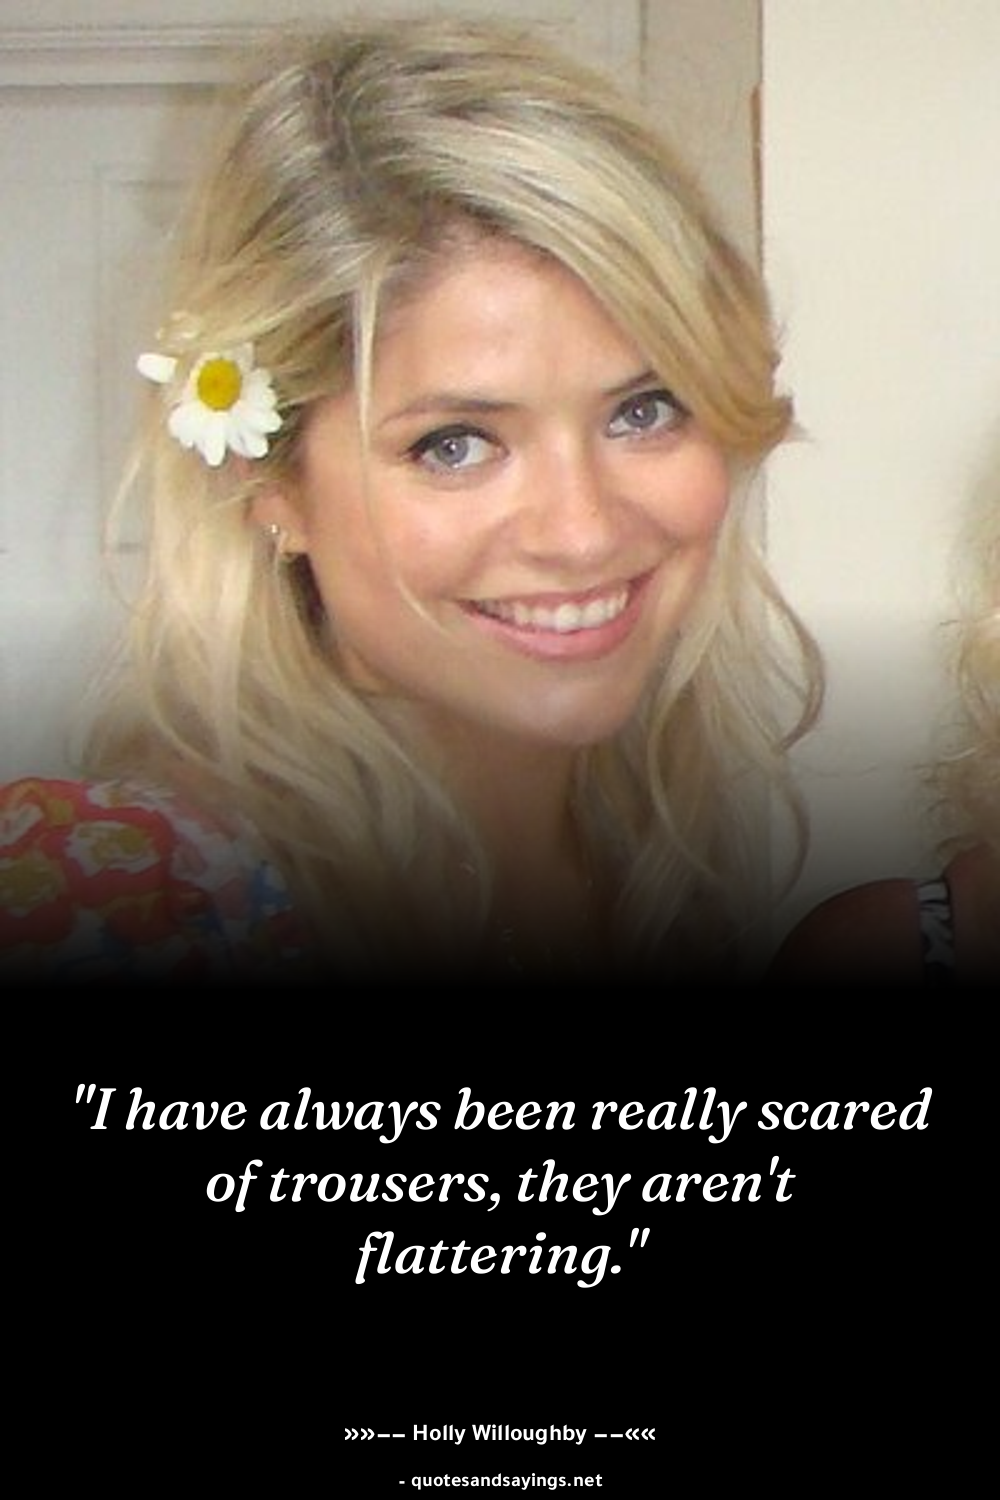 "I have always been really scared
of trousers, they aren't
flattering."
»»−− Holly Willoughby −−««
- quotesandsayings.net